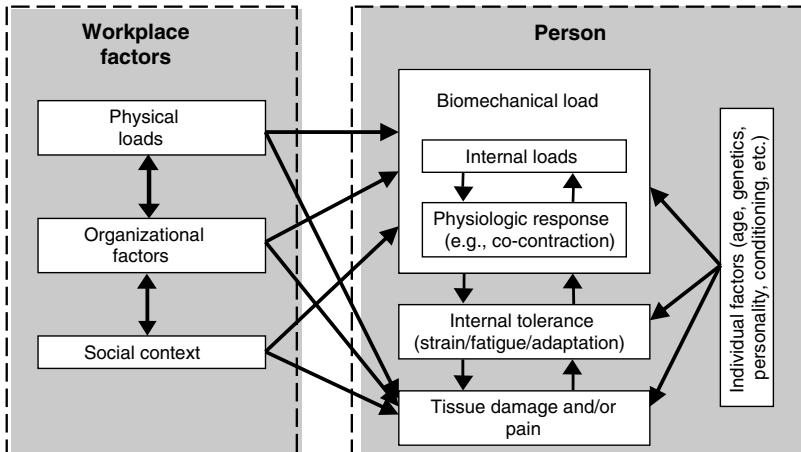 Workplace
factors
Physical
loads
Organizational
factors
Social context
Person
Biomechanical load
Internal loads
Physiologic response
(e.g., co-contraction)
Internal tolerance
(strain/fatigue/adaptation)
Tissue damage and/or
pain
Individual factors (age, genetics,
personality, conditioning, etc.)